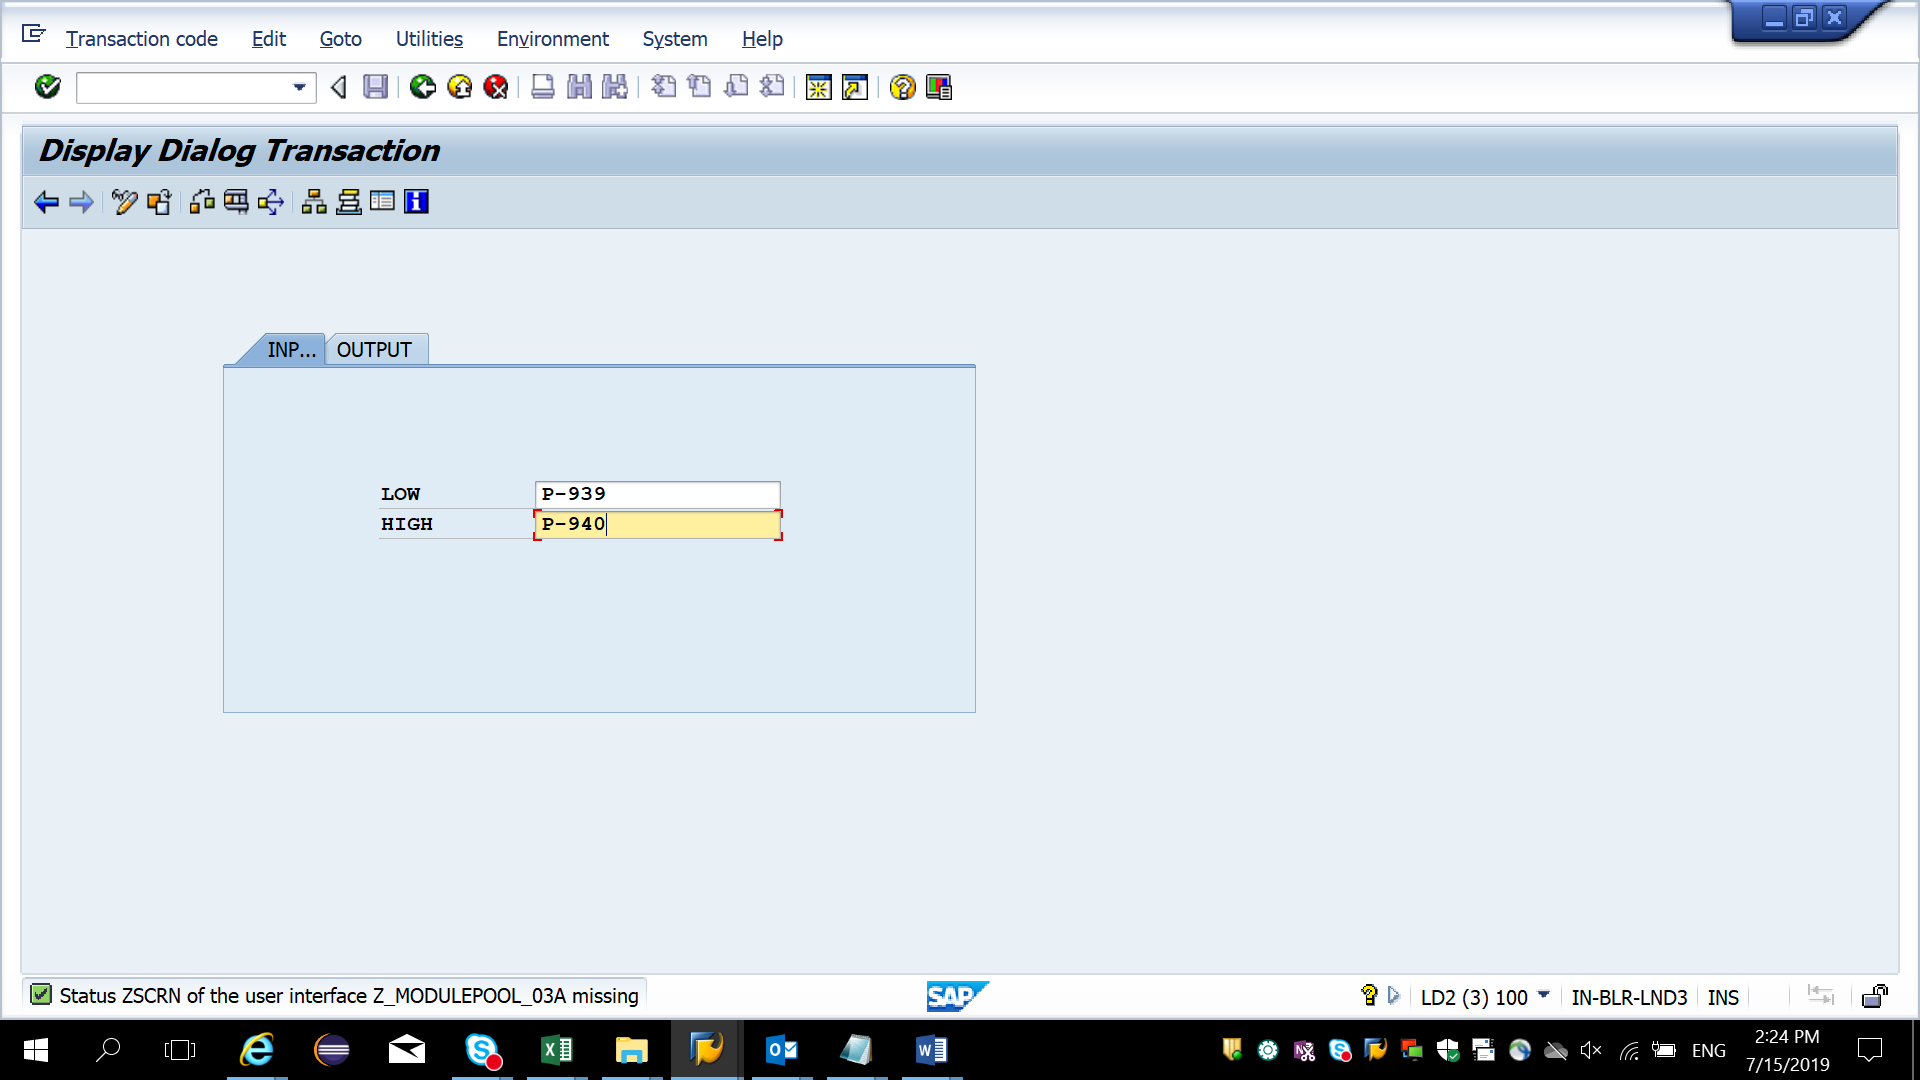 Transaction code Edit Goto Utilities Environment System Help
Display Dialog Transaction
INP... OUTPUT
LOW P-939
HIGH P-940
Status ZSCRN of the user interface Z_MODULEPOOL_03A missing
SAP
LD2 (3) 100 IN-BLR-LND3 INS
ENG
2:24 PM
7/15/2019